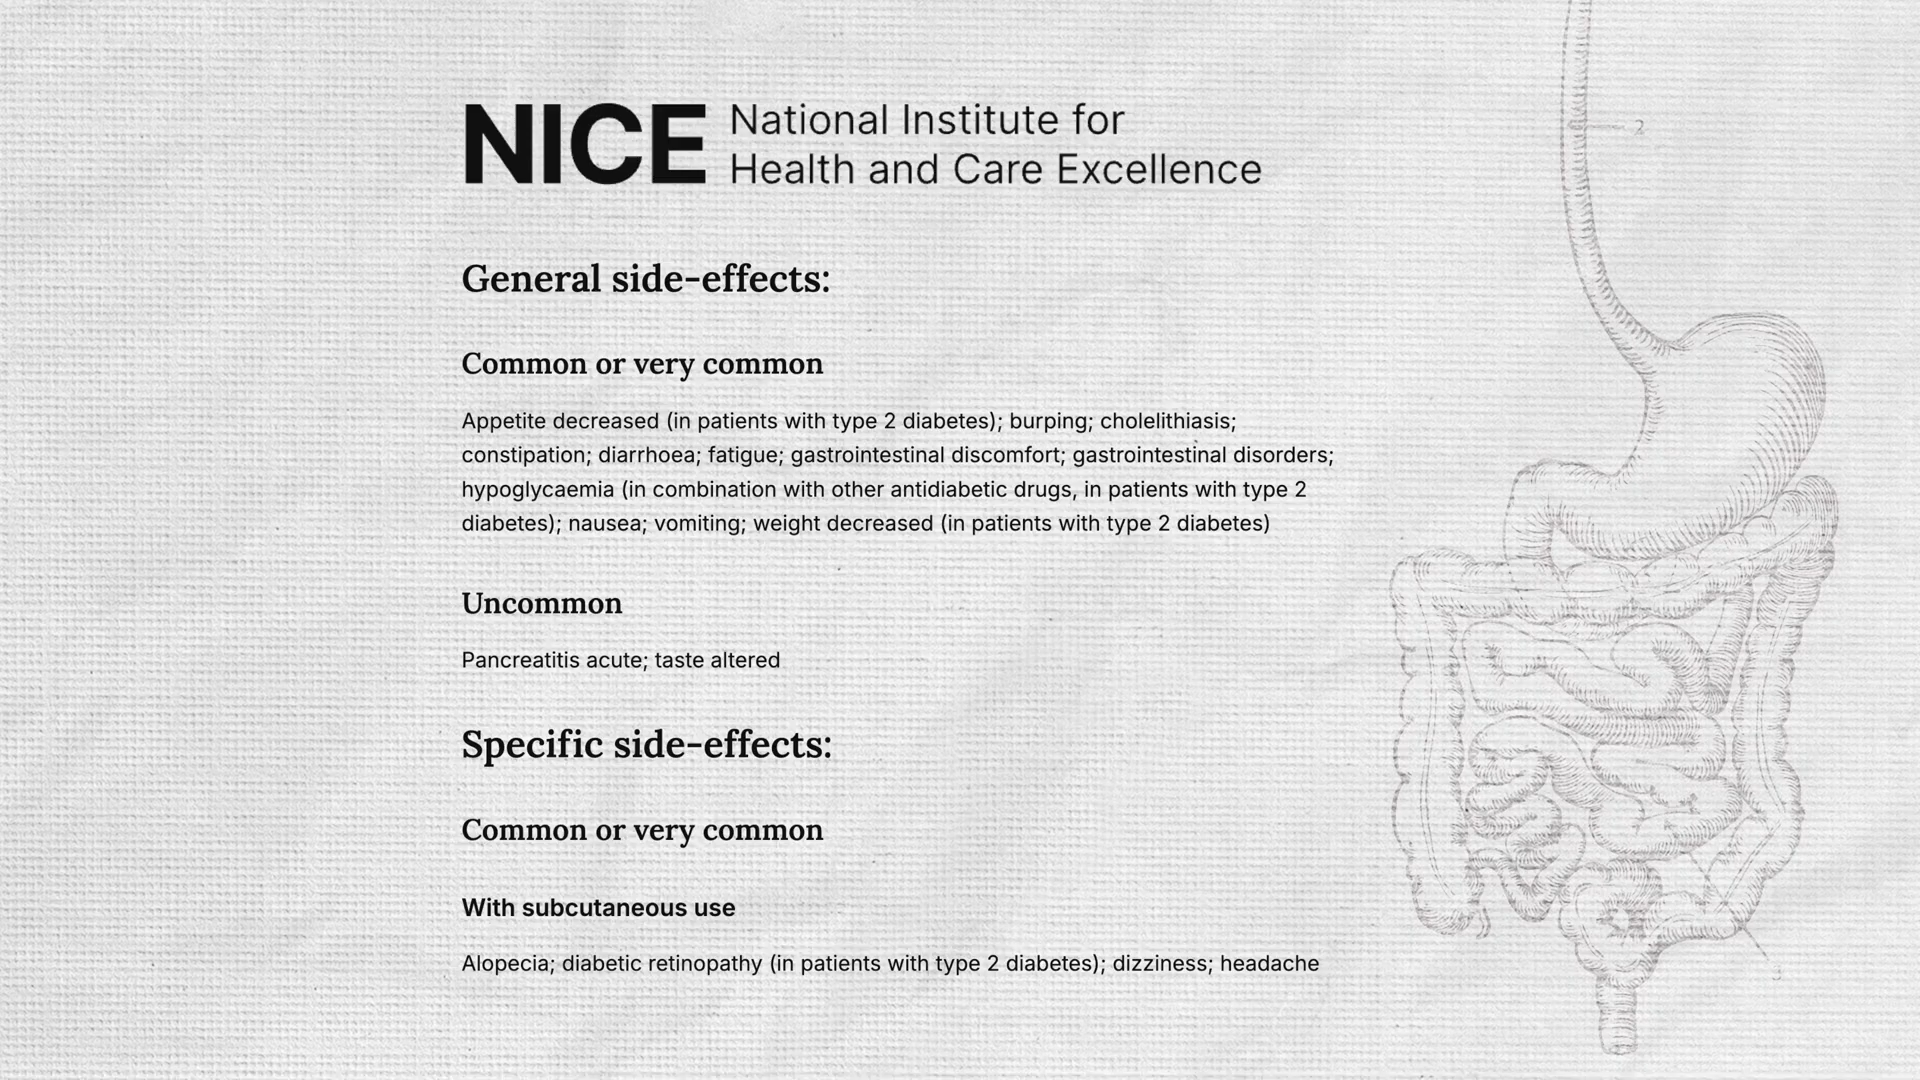 NICE National Institute for
Health and Care Excellence
General side-effects:
Common or very common
Appetite decreased (in patients with type 2 diabetes); burping; cholelithiasis;
constipation; diarrhoea; fatigue; gastrointestinal discomfort; gastrointestinal disorders;
hypoglycaemia (in combination with other antidiabetic drugs, in patients with type 2
diabetes); nausea; vomiting; weight decreased (in patients with type 2 diabetes)
Uncommon
Pancreatitis acute; taste altered
Specific side-effects:
Common or very common
With subcutaneous use
Alopecia; diabetic retinopathy (in patients with type 2 diabetes); dizziness; headache
2
3